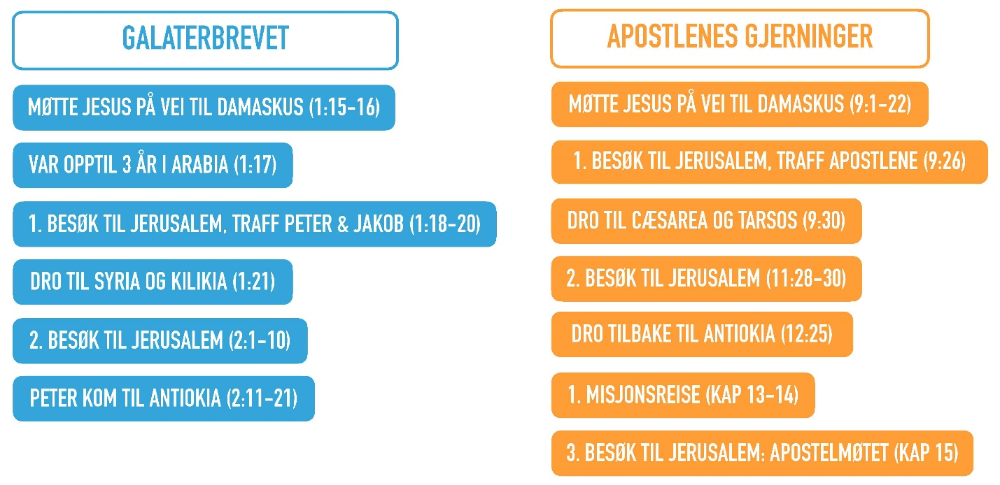 GALATERBREVET
MØTTE JESUS PÅ VEI TIL DAMASKUS (1:15-16)
VAR OPPTIL 3 ÅR I ARABIA (1:17)
1. BESØK TIL JERUSALEM, TRAFF PETER & JAKOB (1:18-20)
DRO TIL SYRIA OG KILIKIA (1:21)
2. BESØK TIL JERUSALEM (2:1-10)
PETER KOM TIL ANTIOKIA (2:11-21)
APOSTLENES GJERNINGER
MØTTE JESUS PÅ VEI TIL DAMASKUS (9:1-22)
1. BESØK TIL JERUSALEM, TRAFF APOSTLENE (9:26)
DRO TIL CÆSAREA OG TARSOS (9:30)
2. BESØK TIL JERUSALEM (11:28-30)
DRO TILBAKE TIL ANTIOKIA (12:25)
1. MISJONSREISE (KAP 13-14)
3. BESØK TIL JERUSALEM: APOSTELMØTET (KAP 15)